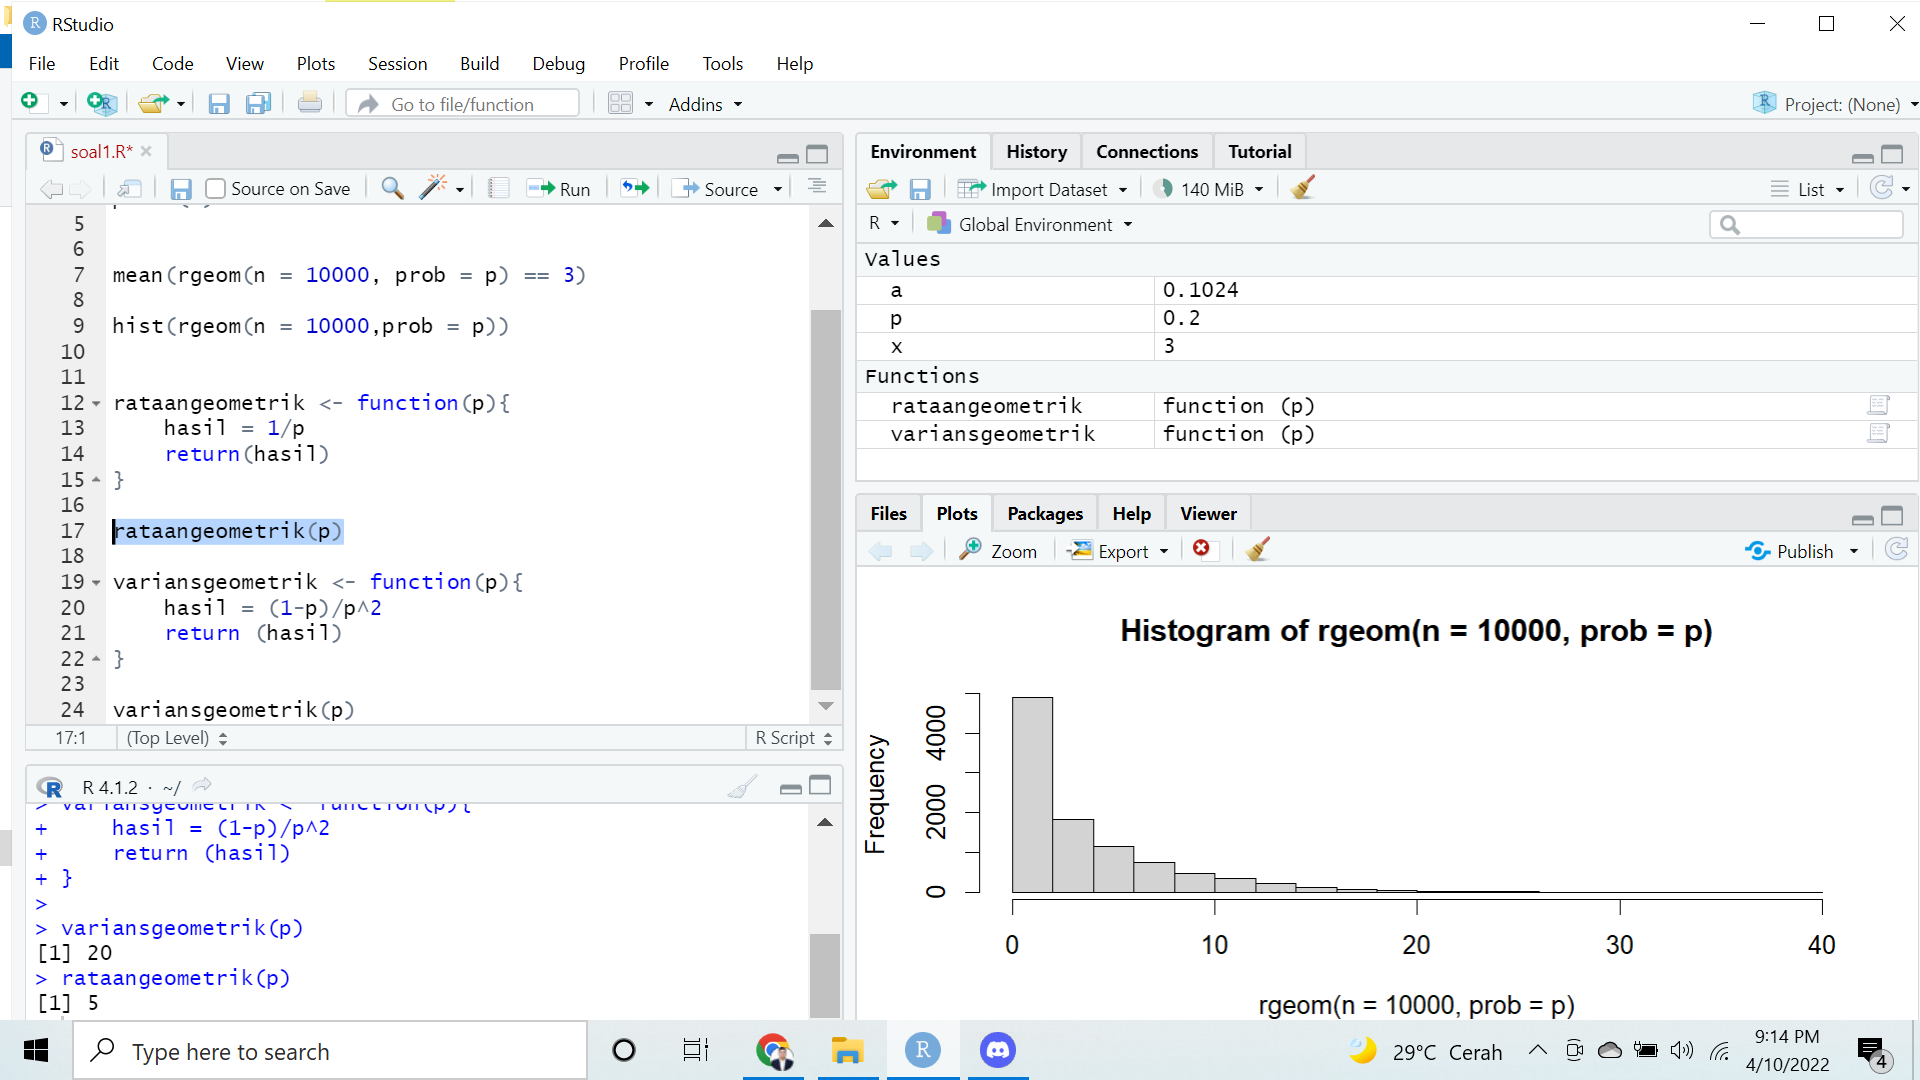 RStudio
File Edit Code View Plots Session Build Debug Profile Tools Help
Go to file/function Addins Project: (None)
soal1.R*
Source on Save Run Source
5
6
7 mean(rgeom(n = 10000, prob = p) == 3)
8
9 hist(rgeom(n = 10000,prob = p))
10
11
12 rataangeometrik <- function(p){
13 hasil = 1/p
14 return(hasil)
15 }
16
17 rataangeometrik(p)
18
19 variansgeometrik <- function(p){
20 hasil = (1-p)/p^2
21 return (hasil)
22 }
23
24 variansgeometrik(p)
17:1 (Top Level) R Script
R 4.1.2 · ~/
> variansgeometrik <- function(p){
+ hasil = (1-p)/p^2
+ return (hasil)
+ }
>
> variansgeometrik(p)
[1] 20
> rataangeometrik(p)
[1] 5
Environment History Connections Tutorial
Import Dataset 140 MiB List
R Global Environment
Values
a 0.1024
p 0.2
x 3
Functions
rataangeometrik function (p)
variansgeometrik function (p)
Files Plots Packages Help Viewer
Zoom Export Publish
Histogram of rgeom(n = 10000, prob = p)
Frequency
0 2000 4000
0 10 20 30 40
rgeom(n = 10000, prob = p)
Type here to search
29°C Cerah
9:14 PM
4/10/2022
4